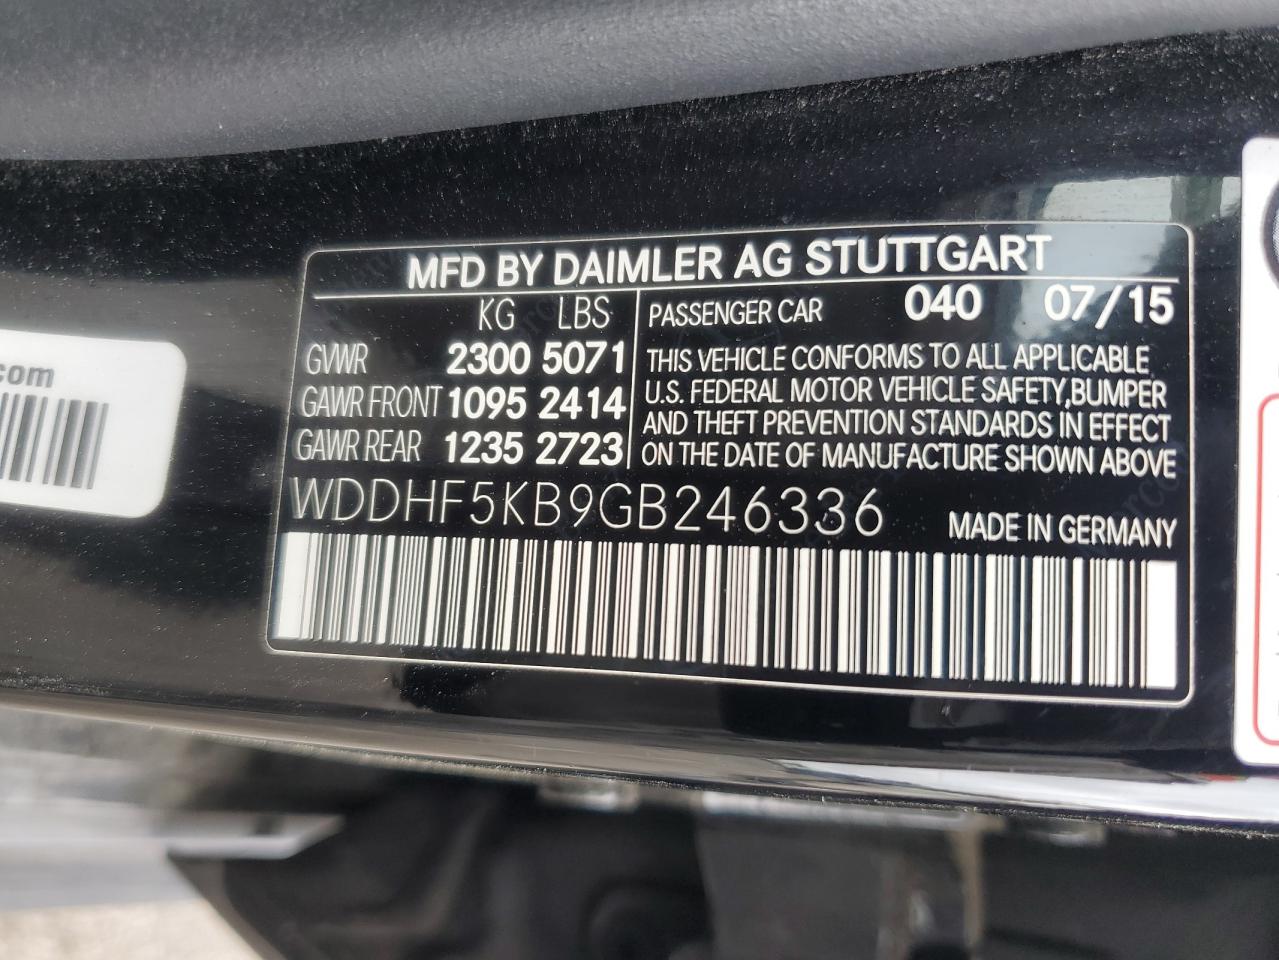 MFD BY DAIMLER AG STUTTGART
KG LBS
GVWR 2300 5071
GAWR FRONT 1095 2414
GAWR REAR 1235 2723
PASSENGER CAR 040 07/15
THIS VEHICLE CONFORMS TO ALL APPLICABLE
U.S. FEDERAL MOTOR VEHICLE SAFETY,BUMPER
AND THEFT PREVENTION STANDARDS IN EFFECT
ON THE DATE OF MANUFACTURE SHOWN ABOVE
WDDHF5KB9GB246336 MADE IN GERMANY
.com